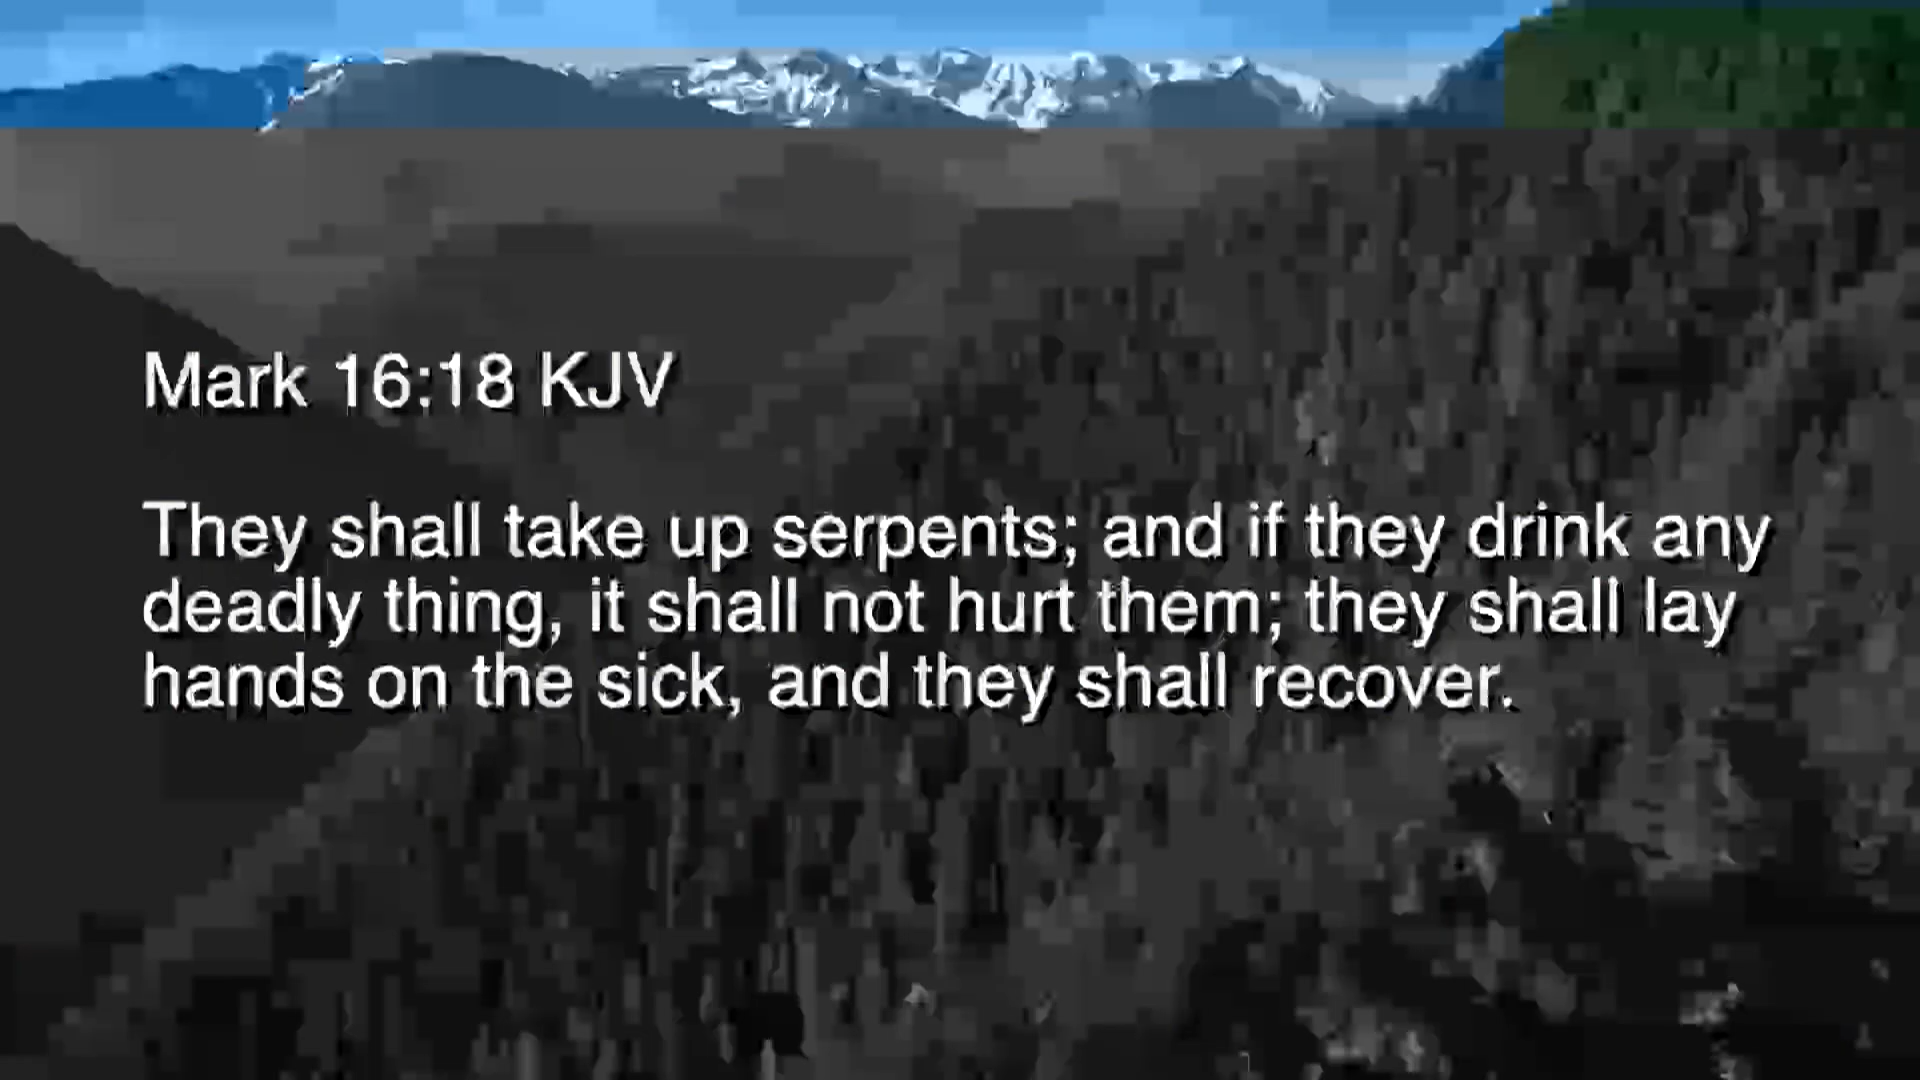 Mark 16:18 KJV
They shall take up serpents; and if they drink any
deadly thing, it shall not hurt them; they shall lay
hands on the sick, and they shall recover.